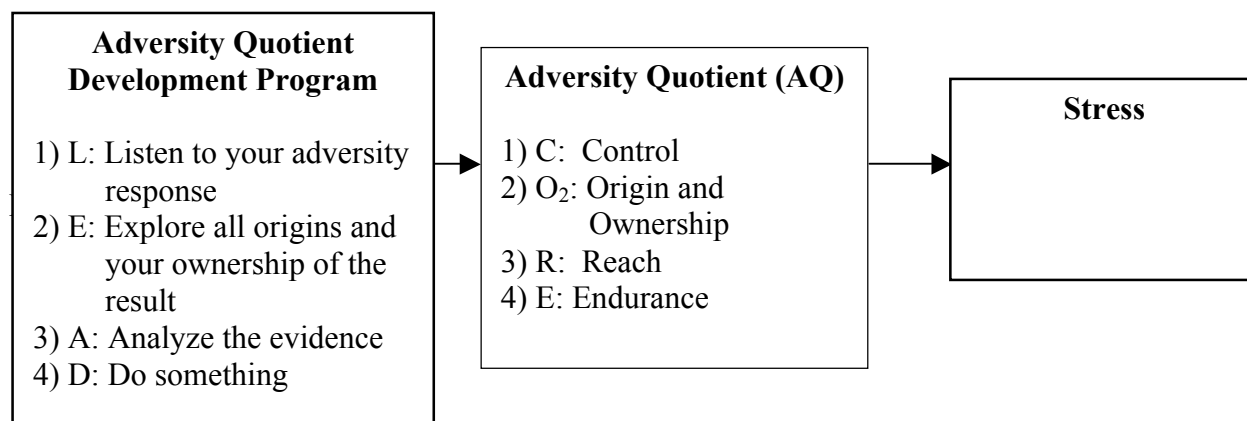 Adversity Quotient
Development Program
1) L: Listen to your adversity
response
2) E: Explore all origins and
your ownership of the
result
3) A: Analyze the evidence
4) D: Do something
Adversity Quotient (AQ)
1) C: Control
2) O₂: Origin and
Ownership
3) R: Reach
4) E: Endurance
Stress